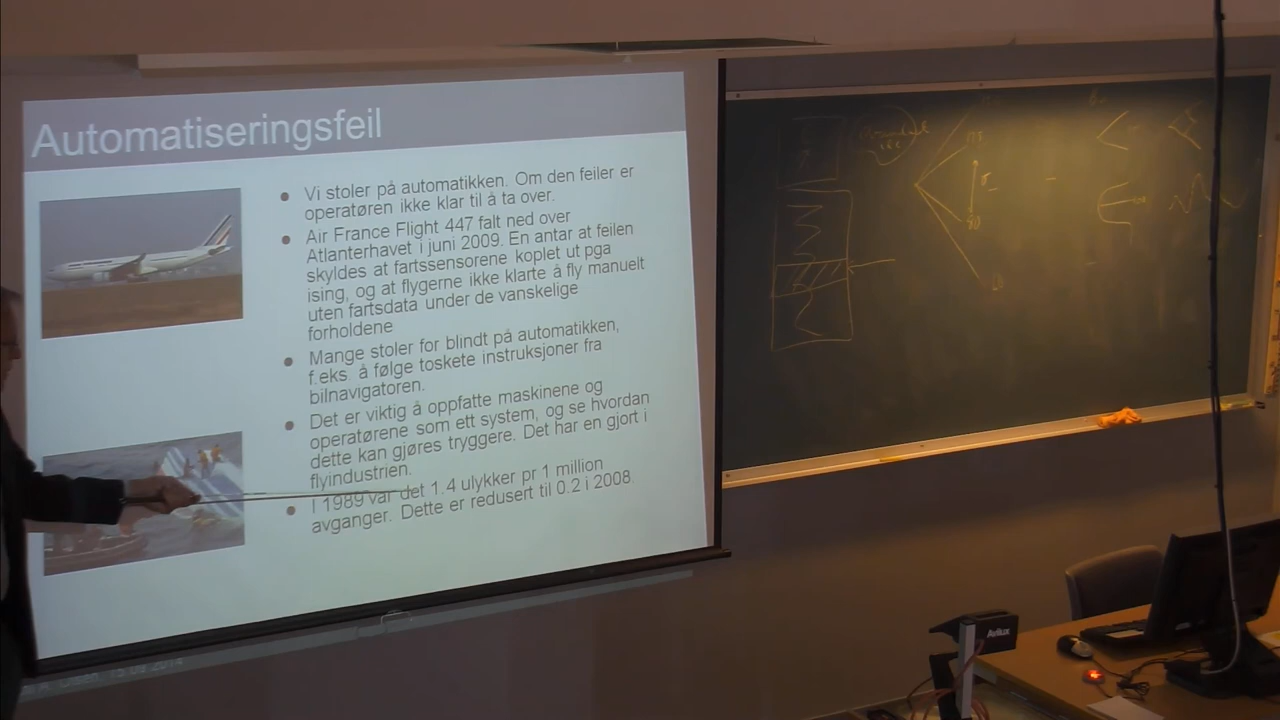 Automatiseringsfeil
Vi stoler på automatikken. Om den feiler er
operatøren ikke klar til å ta over.
Air France Flight 447 falt ned over
Atlanterhavet i juni 2009. En antar at feilen
skyldes at fartssensorene koplet ut pga
ising, og at flygerne ikke klarte å fly manuelt
uten fartsdata under de vanskelige
forholdene
Mange stoler for blindt på automatikken,
f.eks å følge toskete instruksjoner fra
bilnavigatoren.
Det er viktig å oppfatte maskinene og
operatørene som ett system, og se hvordan
dette kan gjøres tryggere. Det har en gjort i
flyindustrien.
I 1989 var det 1.4 ulykker pr 1 million
avganger. Dette er redusert til 0.2 i 2008.
15.09.2014
Avilux